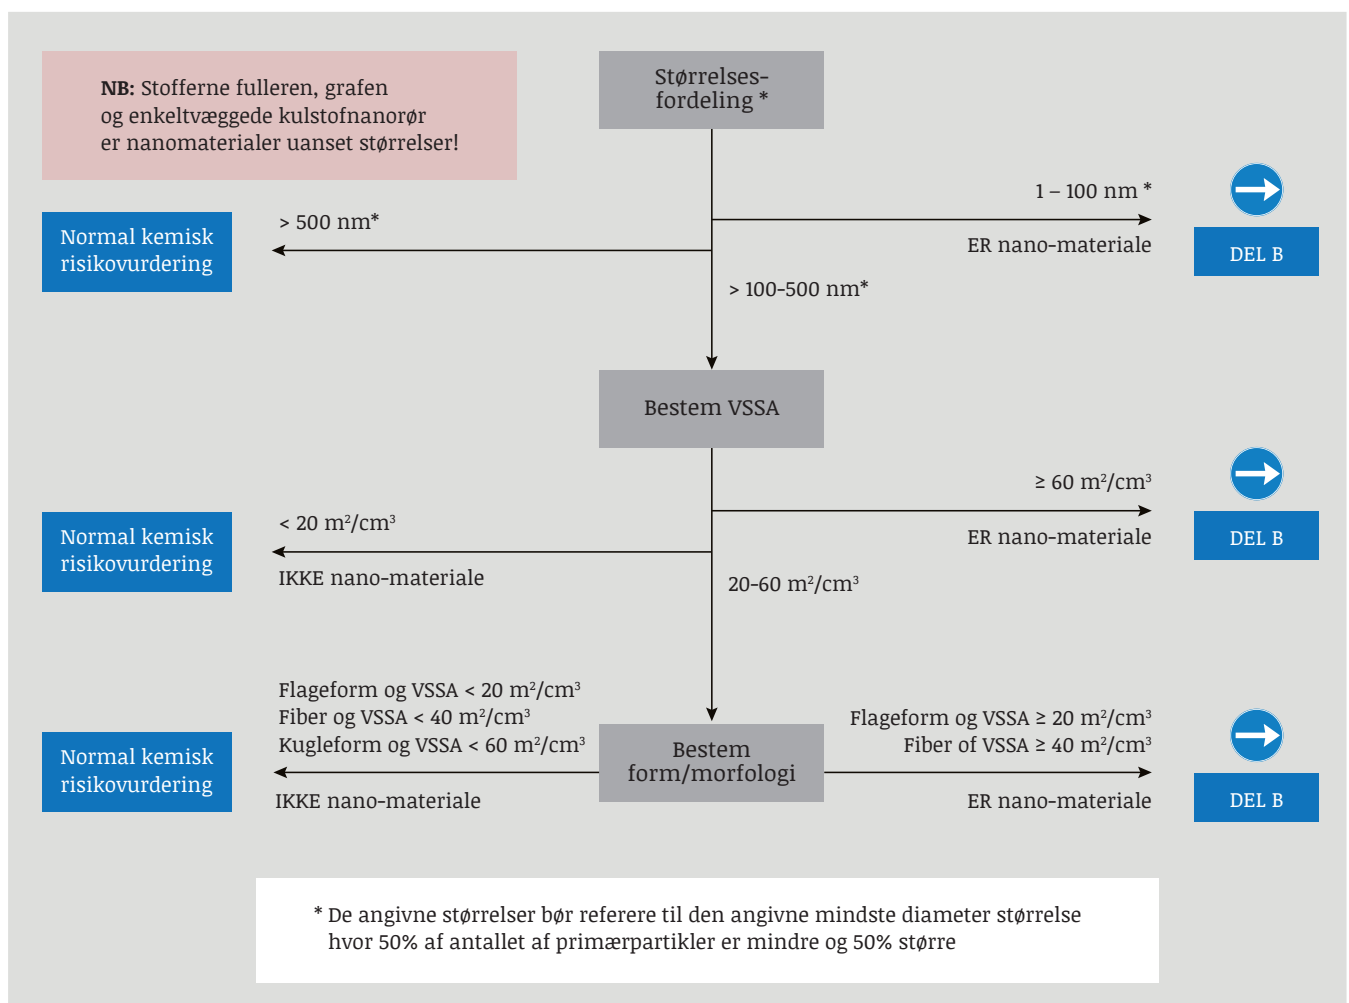 NB: Stofferne fulleren, grafen
og enkeltvæggede kulstofnanorør
er nanomaterialer uanset størrelser!
Størrelses-
fordeling *
1 – 100 nm *
ER nano-materiale
DEL B
> 500 nm*
Normal kemisk
risikovurdering
> 100-500 nm*
Bestem VSSA
≥ 60 m²/cm³
ER nano-materiale
DEL B
< 20 m²/cm³
IKKE nano-materiale
Normal kemisk
risikovurdering
20-60 m²/cm³
Flageform og VSSA < 20 m²/cm³
Fiber og VSSA < 40 m²/cm³
Kugleform og VSSA < 60 m²/cm³
IKKE nano-materiale
Normal kemisk
risikovurdering
Bestem
form/morfologi
Flageform og VSSA ≥ 20 m²/cm³
Fiber of VSSA ≥ 40 m²/cm³
ER nano-materiale
DEL B
* De angivne størrelser bør referere til den angivne mindste diameter størrelse
hvor 50% af antallet af primærpartikler er mindre og 50% større